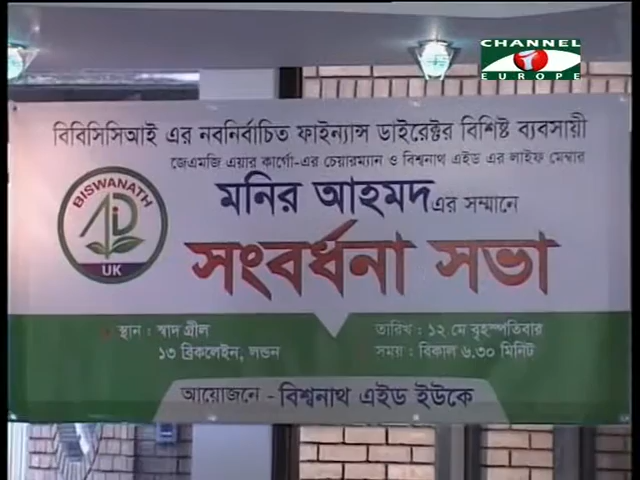 CHANNEL i
EUROPE
বিবিসিসিআই এর নবনির্বাচিত ফাইন্যান্স ডাইরেক্টর বিশিষ্ট ব্যবসায়ী
জেএমজি এয়ার কার্গো-এর চেয়ারম্যান ও বিশ্বনাথ এইড এর লাইফ মেম্বার
মনির আহমদ এর সম্মানে
সংবর্ধনা সভা
BISWANATH
AiD
UK
স্থান : স্বাদ গ্রীল
১৩ ব্রিকলেইন, লন্ডন
তারিখ : ১২ মে বৃহস্পতিবার
সময় : বিকাল ৬.৩০ মিনিট
আয়োজনে - বিশ্বনাথ এইড ইউকে